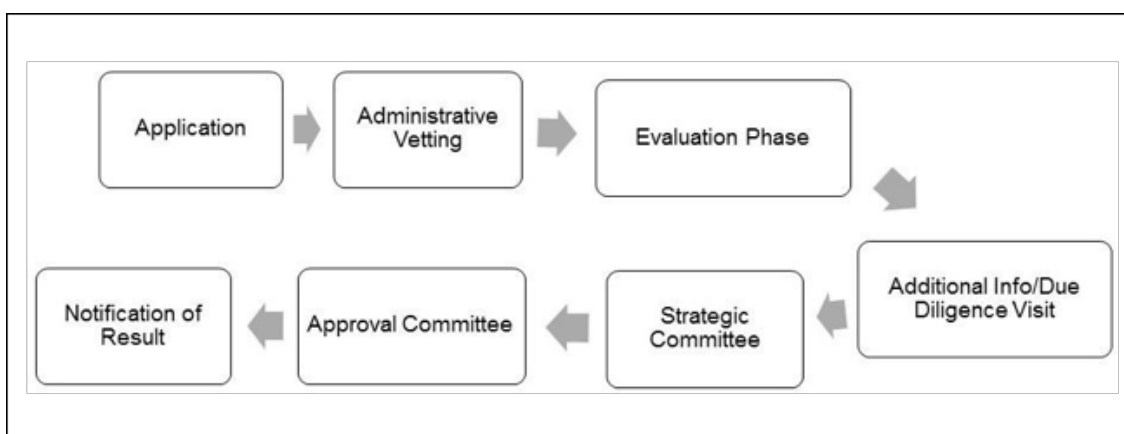 Application
Administrative
Vetting
Evaluation Phase
Additional Info/Due
Diligence Visit
Strategic
Committee
Approval Committee
Notification of
Result